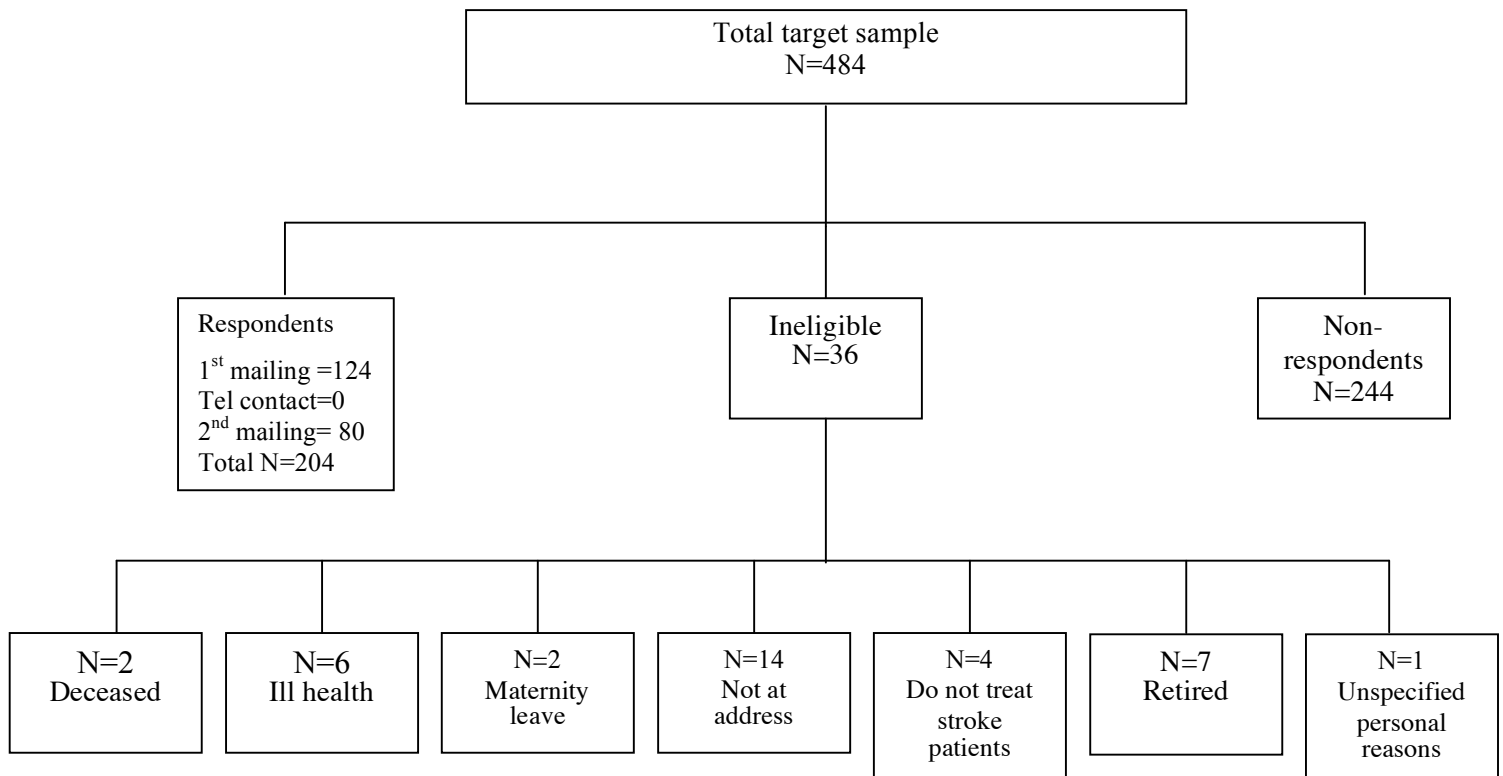 Total target sample
N=484
Respondents
1st mailing =124
Tel contact=0
2nd mailing= 80
Total N=204
Ineligible
N=36
Non-
respondents
N=244
N=2
Deceased
N=6
Ill health
N=2
Maternity
leave
N=14
Not at
address
N=4
Do not treat
stroke
patients
N=7
Retired
N=1
Unspecified
personal
reasons